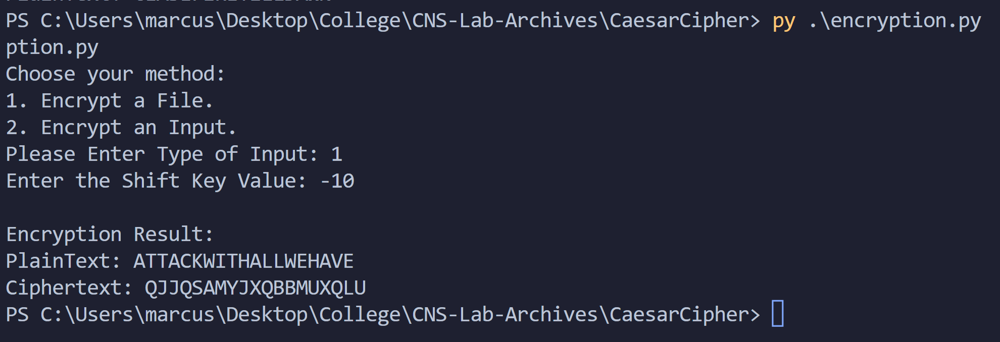 PS C:\Users\marcus\Desktop\College\CNS-Lab-Archives\CaesarCipher> py .\encryption.py
ption.py
Choose your method:
1. Encrypt a File.
2. Encrypt an Input.
Please Enter Type of Input: 1
Enter the Shift Key Value: -10
Encryption Result:
PlainText: ATTACKWITHALLWEHAVE
Ciphertext: QJJQSAMYJXQBBMUXQLU
PS C:\Users\marcus\Desktop\College\CNS-Lab-Archives\CaesarCipher>